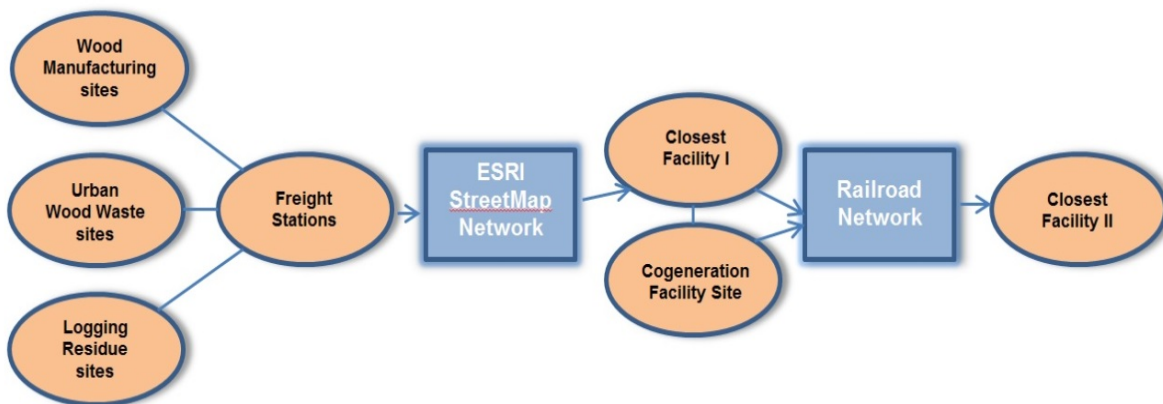 Wood
Manufacturing
sites
Urban
Wood Waste
sites
Logging
Residue
sites
Freight
Stations
ESRI
StreetMap
Network
Closest
Facility I
Cogeneration
Facility Site
Railroad
Network
Closest
Facility II